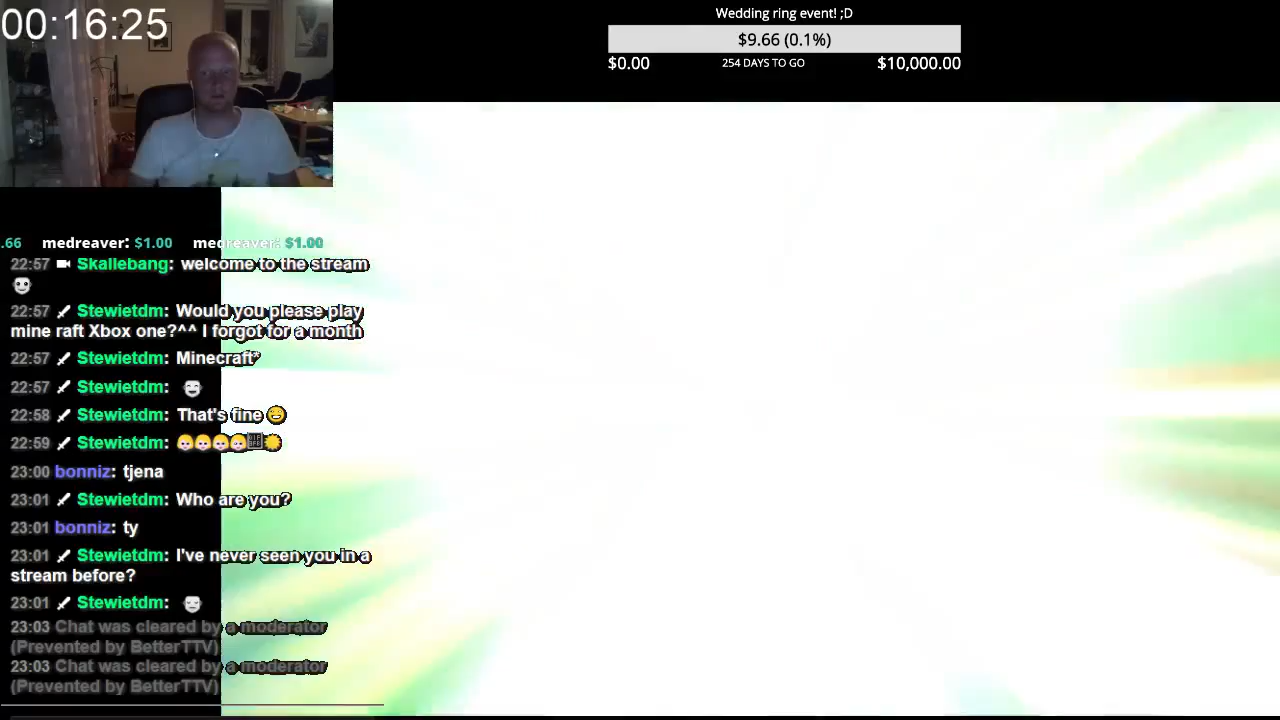 00:16:25
Wedding ring event! ;D
$9.66 (0.1%)
$0.00 254 DAYS TO GO $10,000.00
.66 medreaver: $1.00 medreaver: $1.00
22:57 Skallebang: welcome to the stream
22:57 Stewietdm: Would you please play
mine raft Xbox one?^^ I forgot for a month
22:57 Stewietdm: Minecraft*
22:57 Stewietdm:
22:58 Stewietdm: That's fine
22:59 Stewietdm:
23:00 bonniz: tjena
23:01 Stewietdm: Who are you?
23:01 bonniz: ty
23:01 Stewietdm: I've never seen you in a
stream before?
23:01 Stewietdm:
23:03 Chat was cleared by a moderator
(Prevented by BetterTTV)
23:03 Chat was cleared by a moderator
(Prevented by BetterTTV)